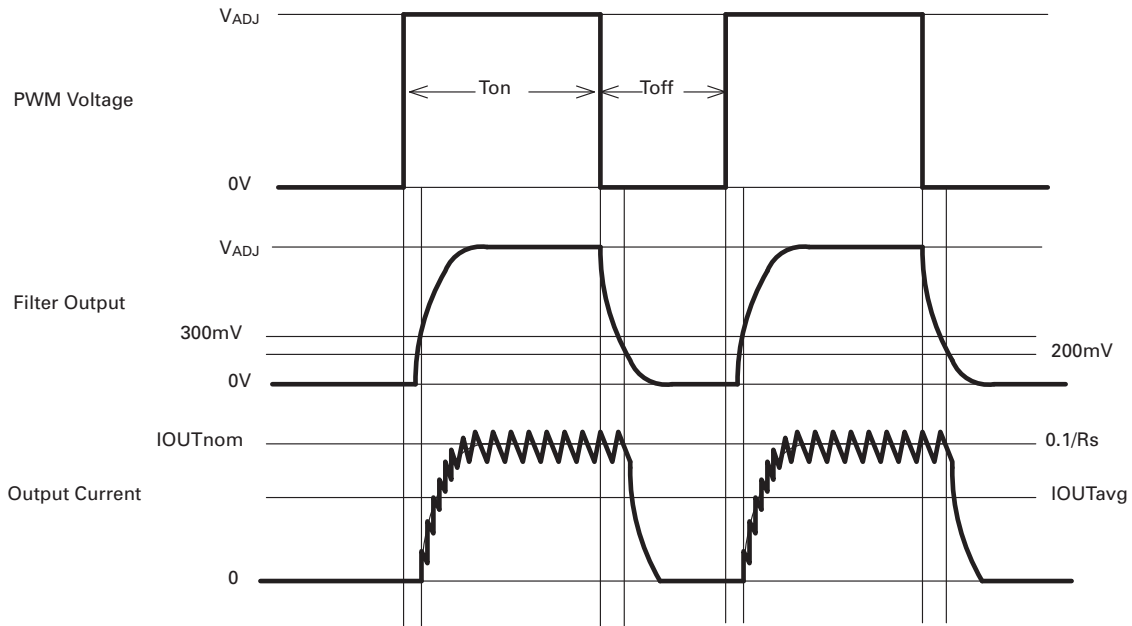 VADJ
Ton
Toff
PWM Voltage
0V
VADJ
Filter Output
300mV
200mV
0V
IOUTnom
0.1/Rs
Output Current
IOUTavg
0